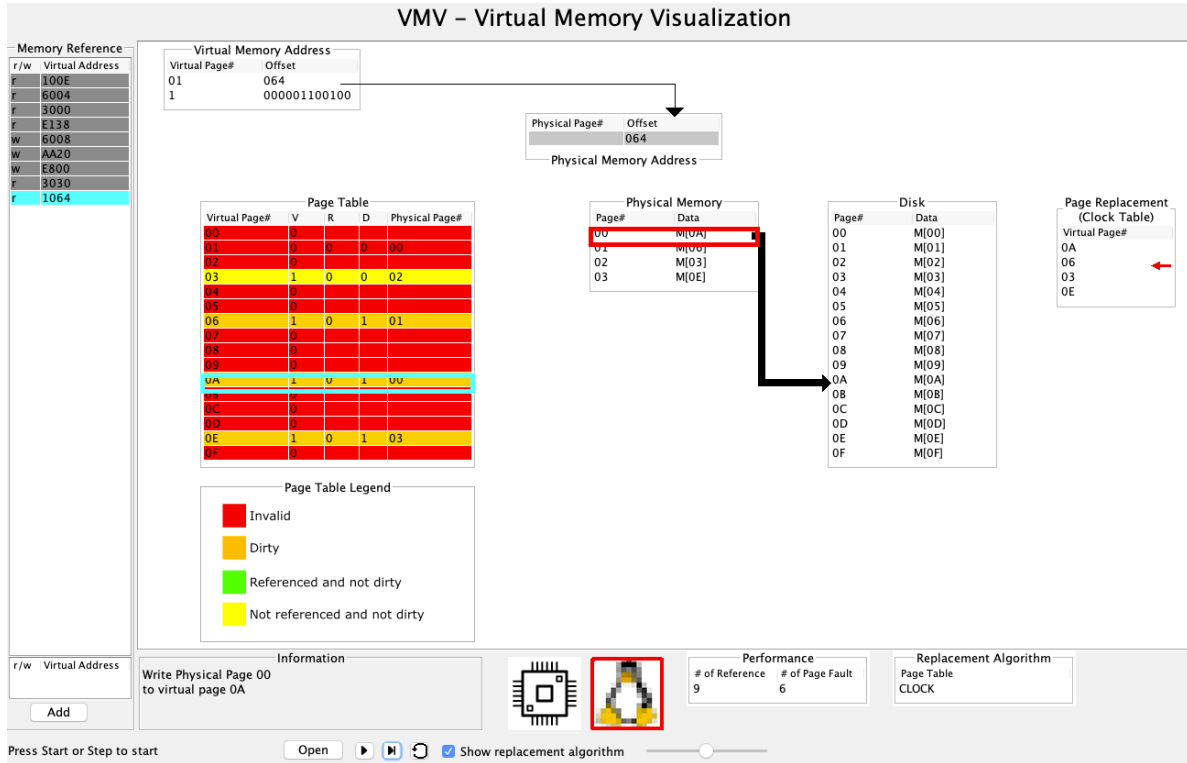 VMV – Virtual Memory Visualization
Memory Reference
r/w Virtual Address
r 100E
r 6004
r 3000
r E138
w 6008
w AA20
w E800
r 3030
r 1064
Virtual Memory Address
Virtual Page# Offset
01 064
1 000001100100
Physical Page# Offset
064
Physical Memory Address
Page Table
Virtual Page# V R D Physical Page#
00 0
01 0 0 0 00
02 0
03 1 0 0 02
04 0
05 0
06 1 0 1 01
07 0
08 0
09 0
0A 1 0 1 00
0B 0
0C 0
0D 0
0E 1 0 1 03
0F 0
Physical Memory
Page# Data
00 M[0A]
01 M[06]
02 M[03]
03 M[0E]
Disk
Page# Data
00 M[00]
01 M[01]
02 M[02]
03 M[03]
04 M[04]
05 M[05]
06 M[06]
07 M[07]
08 M[08]
09 M[09]
0A M[0A]
0B M[0B]
0C M[0C]
0D M[0D]
0E M[0E]
0F M[0F]
Page Replacement
(Clock Table)
Virtual Page#
0A
06
03
0E
Page Table Legend
Invalid
Dirty
Referenced and not dirty
Not referenced and not dirty
r/w Virtual Address
Add
Information
Write Physical Page 00
to virtual page 0A
Performance
# of Reference # of Page Fault
9 6
Replacement Algorithm
Page Table
CLOCK
Press Start or Step to start
Open
Show replacement algorithm